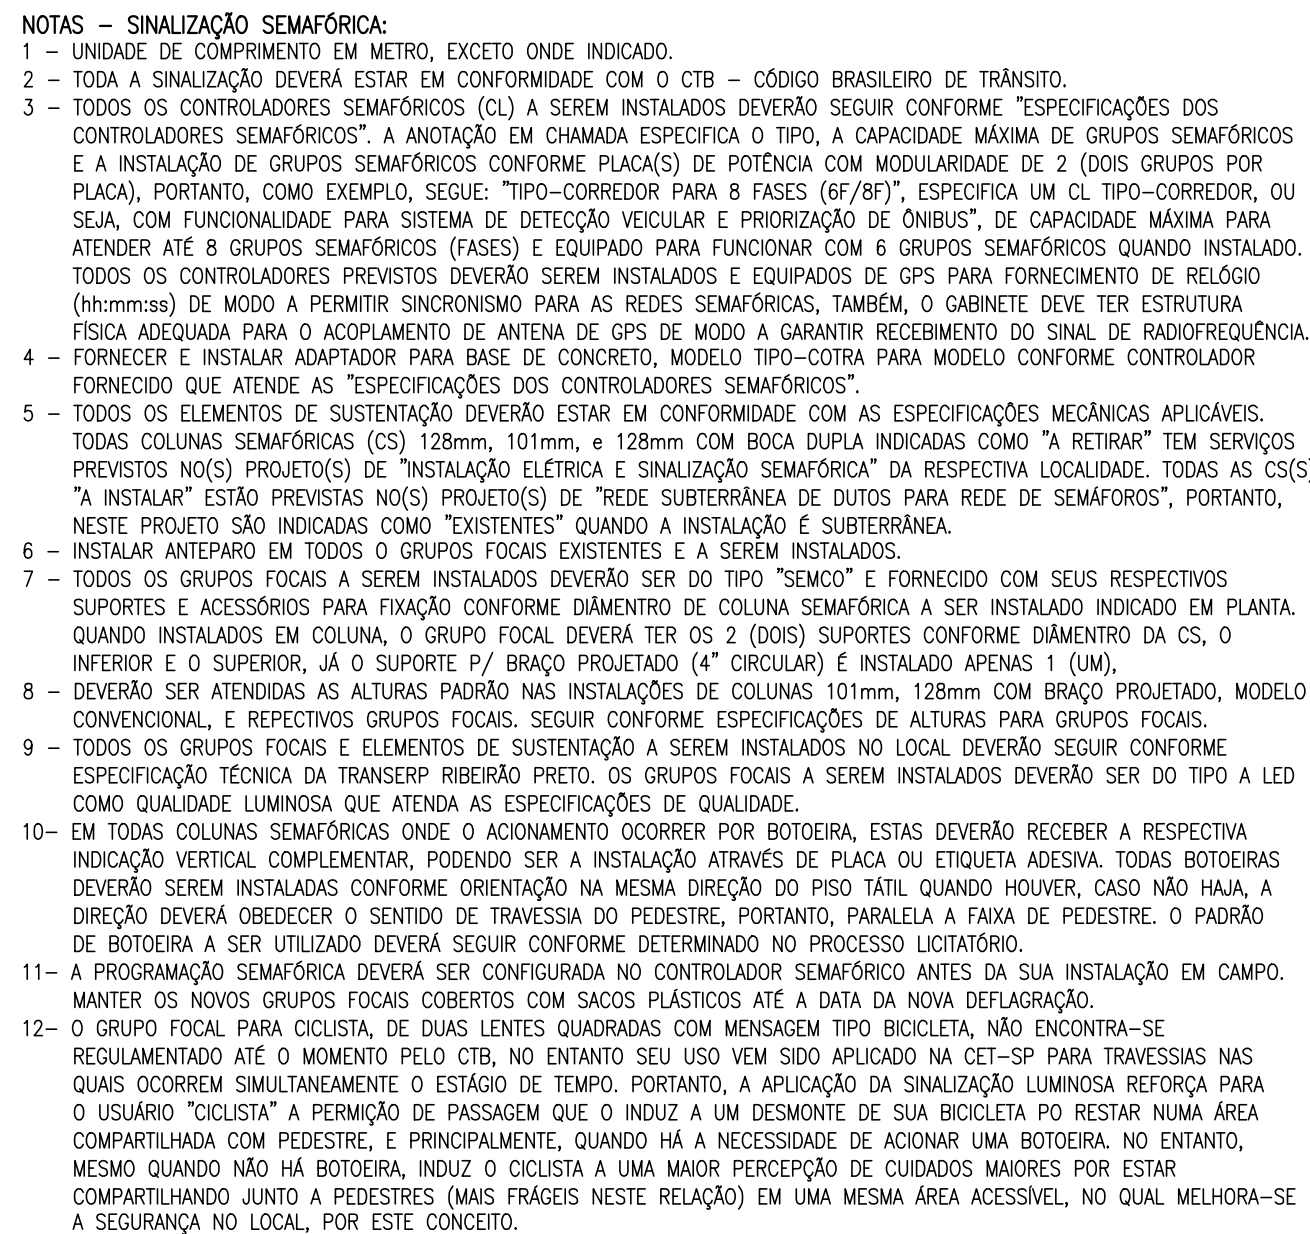 NOTAS – SINALIZAÇÃO SEMAFÓRICA:
1 – UNIDADE DE COMPRIMENTO EM METRO, EXCETO ONDE INDICADO.
2 – TODA A SINALIZAÇÃO DEVERÁ ESTAR EM CONFORMIDADE COM O CTB – CÓDIGO BRASILEIRO DE TRÂNSITO.
3 – TODOS OS CONTROLADORES SEMAFÓRICOS (CL) A SEREM INSTALADOS DEVERÃO SEGUIR CONFORME "ESPECIFICAÇÕES DOS
CONTROLADORES SEMAFÓRICOS". A ANOTAÇÃO EM CHAMADA ESPECIFICA O TIPO, A CAPACIDADE MÁXIMA DE GRUPOS SEMAFÓRICOS
E A INSTALAÇÃO DE GRUPOS SEMAFÓRICOS CONFORME PLACA(S) DE POTÊNCIA COM MODULARIDADE DE 2 (DOIS GRUPOS POR
PLACA), PORTANTO, COMO EXEMPLO, SEGUE: "TIPO–CORREDOR PARA 8 FASES (6F/8F)", ESPECIFICA UM CL TIPO–CORREDOR, OU
SEJA, COM FUNCIONALIDADE PARA SISTEMA DE DETECÇÃO VEICULAR E PRIORIZAÇÃO DE ÔNIBUS", DE CAPACIDADE MÁXIMA PARA
ATENDER ATÉ 8 GRUPOS SEMAFÓRICOS (FASES) E EQUIPADO PARA FUNCIONAR COM 6 GRUPOS SEMAFÓRICOS QUANDO INSTALADO.
TODOS OS CONTROLADORES PREVISTOS DEVERÃO SEREM INSTALADOS E EQUIPADOS DE GPS PARA FORNECIMENTO DE RELÓGIO
(hh:mm:ss) DE MODO A PERMITIR SINCRONISMO PARA AS REDES SEMAFÓRICAS, TAMBÉM, O GABINETE DEVE TER ESTRUTURA
FÍSICA ADEQUADA PARA O ACOPLAMENTO DE ANTENA DE GPS DE MODO A GARANTIR RECEBIMENTO DO SINAL DE RADIOFREQUÊNCIA.
4 – FORNECER E INSTALAR ADAPTADOR PARA BASE DE CONCRETO, MODELO TIPO–COTRA PARA MODELO CONFORME CONTROLADOR
FORNECIDO QUE ATENDE AS "ESPECIFICAÇÕES DOS CONTROLADORES SEMAFÓRICOS".
5 – TODOS OS ELEMENTOS DE SUSTENTAÇÃO DEVERÃO ESTAR EM CONFORMIDADE COM AS ESPECIFICAÇÕES MECÂNICAS APLICÁVEIS.
TODAS COLUNAS SEMAFÓRICAS (CS) 128mm, 101mm, e 128mm COM BOCA DUPLA INDICADAS COMO "A RETIRAR" TEM SERVIÇOS
PREVISTOS NO(S) PROJETO(S) DE "INSTALAÇÃO ELÉTRICA E SINALIZAÇÃO SEMAFÓRICA" DA RESPECTIVA LOCALIDADE. TODAS AS CS(S)
"A INSTALAR" ESTÃO PREVISTAS NO(S) PROJETO(S) DE "REDE SUBTERRÂNEA DE DUTOS PARA REDE DE SEMÁFOROS", PORTANTO,
NESTE PROJETO SÃO INDICADAS COMO "EXISTENTES" QUANDO A INSTALAÇÃO É SUBTERRÂNEA.
6 – INSTALAR ANTEPARO EM TODOS O GRUPOS FOCAIS EXISTENTES E A SEREM INSTALADOS.
7 – TODOS OS GRUPOS FOCAIS A SEREM INSTALADOS DEVERÃO SER DO TIPO "SEMCO" E FORNECIDO COM SEUS RESPECTIVOS
SUPORTES E ACESSÓRIOS PARA FIXAÇÃO CONFORME DIÂMENTRO DE COLUNA SEMAFÓRICA A SER INSTALADO INDICADO EM PLANTA.
QUANDO INSTALADOS EM COLUNA, O GRUPO FOCAL DEVERÁ TER OS 2 (DOIS) SUPORTES CONFORME DIÂMENTRO DA CS, O
INFERIOR E O SUPERIOR, JÁ O SUPORTE P/ BRAÇO PROJETADO (4" CIRCULAR) É INSTALADO APENAS 1 (UM),
8 – DEVERÃO SER ATENDIDAS AS ALTURAS PADRÃO NAS INSTALAÇÕES DE COLUNAS 101mm, 128mm COM BRAÇO PROJETADO, MODELO
CONVENCIONAL, E REPECTIVOS GRUPOS FOCAIS. SEGUIR CONFORME ESPECIFICAÇÕES DE ALTURAS PARA GRUPOS FOCAIS.
9 – TODOS OS GRUPOS FOCAIS E ELEMENTOS DE SUSTENTAÇÃO A SEREM INSTALADOS NO LOCAL DEVERÃO SEGUIR CONFORME
ESPECIFICAÇÃO TÉCNICA DA TRANSERP RIBEIRÃO PRETO. OS GRUPOS FOCAIS A SEREM INSTALADOS DEVERÃO SER DO TIPO A LED
COMO QUALIDADE LUMINOSA QUE ATENDA AS ESPECIFICAÇÕES DE QUALIDADE.
10– EM TODAS COLUNAS SEMAFÓRICAS ONDE O ACIONAMENTO OCORRER POR BOTOEIRA, ESTAS DEVERÃO RECEBER A RESPECTIVA
INDICAÇÃO VERTICAL COMPLEMENTAR, PODENDO SER A INSTALAÇÃO ATRAVÉS DE PLACA OU ETIQUETA ADESIVA. TODAS BOTOEIRAS
DEVERÃO SEREM INSTALADAS CONFORME ORIENTAÇÃO NA MESMA DIREÇÃO DO PISO TÁTIL QUANDO HOUVER, CASO NÃO HAJA, A
DIREÇÃO DEVERÁ OBEDECER O SENTIDO DE TRAVESSIA DO PEDESTRE, PORTANTO, PARALELA A FAIXA DE PEDESTRE. O PADRÃO
DE BOTOEIRA A SER UTILIZADO DEVERÁ SEGUIR CONFORME DETERMINADO NO PROCESSO LICITATÓRIO.
11– A PROGRAMAÇÃO SEMAFÓRICA DEVERÁ SER CONFIGURADA NO CONTROLADOR SEMAFÓRICO ANTES DA SUA INSTALAÇÃO EM CAMPO.
MANTER OS NOVOS GRUPOS FOCAIS COBERTOS COM SACOS PLÁSTICOS ATÉ A DATA DA NOVA DEFLAGRAÇÃO.
12– O GRUPO FOCAL PARA CICLISTA, DE DUAS LENTES QUADRADAS COM MENSAGEM TIPO BICICLETA, NÃO ENCONTRA–SE
REGULAMENTADO ATÉ O MOMENTO PELO CTB, NO ENTANTO SEU USO VEM SIDO APLICADO NA CET–SP PARA TRAVESSIAS NAS
QUAIS OCORREM SIMULTANEAMENTE O ESTÁGIO DE TEMPO. PORTANTO, A APLICAÇÃO DA SINALIZAÇÃO LUMINOSA REFORÇA PARA
O USUÁRIO "CICLISTA" A PERMIÇÃO DE PASSAGEM QUE O INDUZ A UM DESMONTE DE SUA BICICLETA PO RESTAR NUMA ÁREA
COMPARTILHADA COM PEDESTRE, E PRINCIPALMENTE, QUANDO HÁ A NECESSIDADE DE ACIONAR UMA BOTOEIRA. NO ENTANTO,
MESMO QUANDO NÃO HÁ BOTOEIRA, INDUZ O CICLISTA A UMA MAIOR PERCEPÇÃO DE CUIDADOS MAIORES POR ESTAR
COMPARTILHANDO JUNTO A PEDESTRES (MAIS FRÁGEIS NESTE RELAÇÃO) EM UMA MESMA ÁREA ACESSÍVEL, NO QUAL MELHORA–SE
A SEGURANÇA NO LOCAL, POR ESTE CONCEITO.